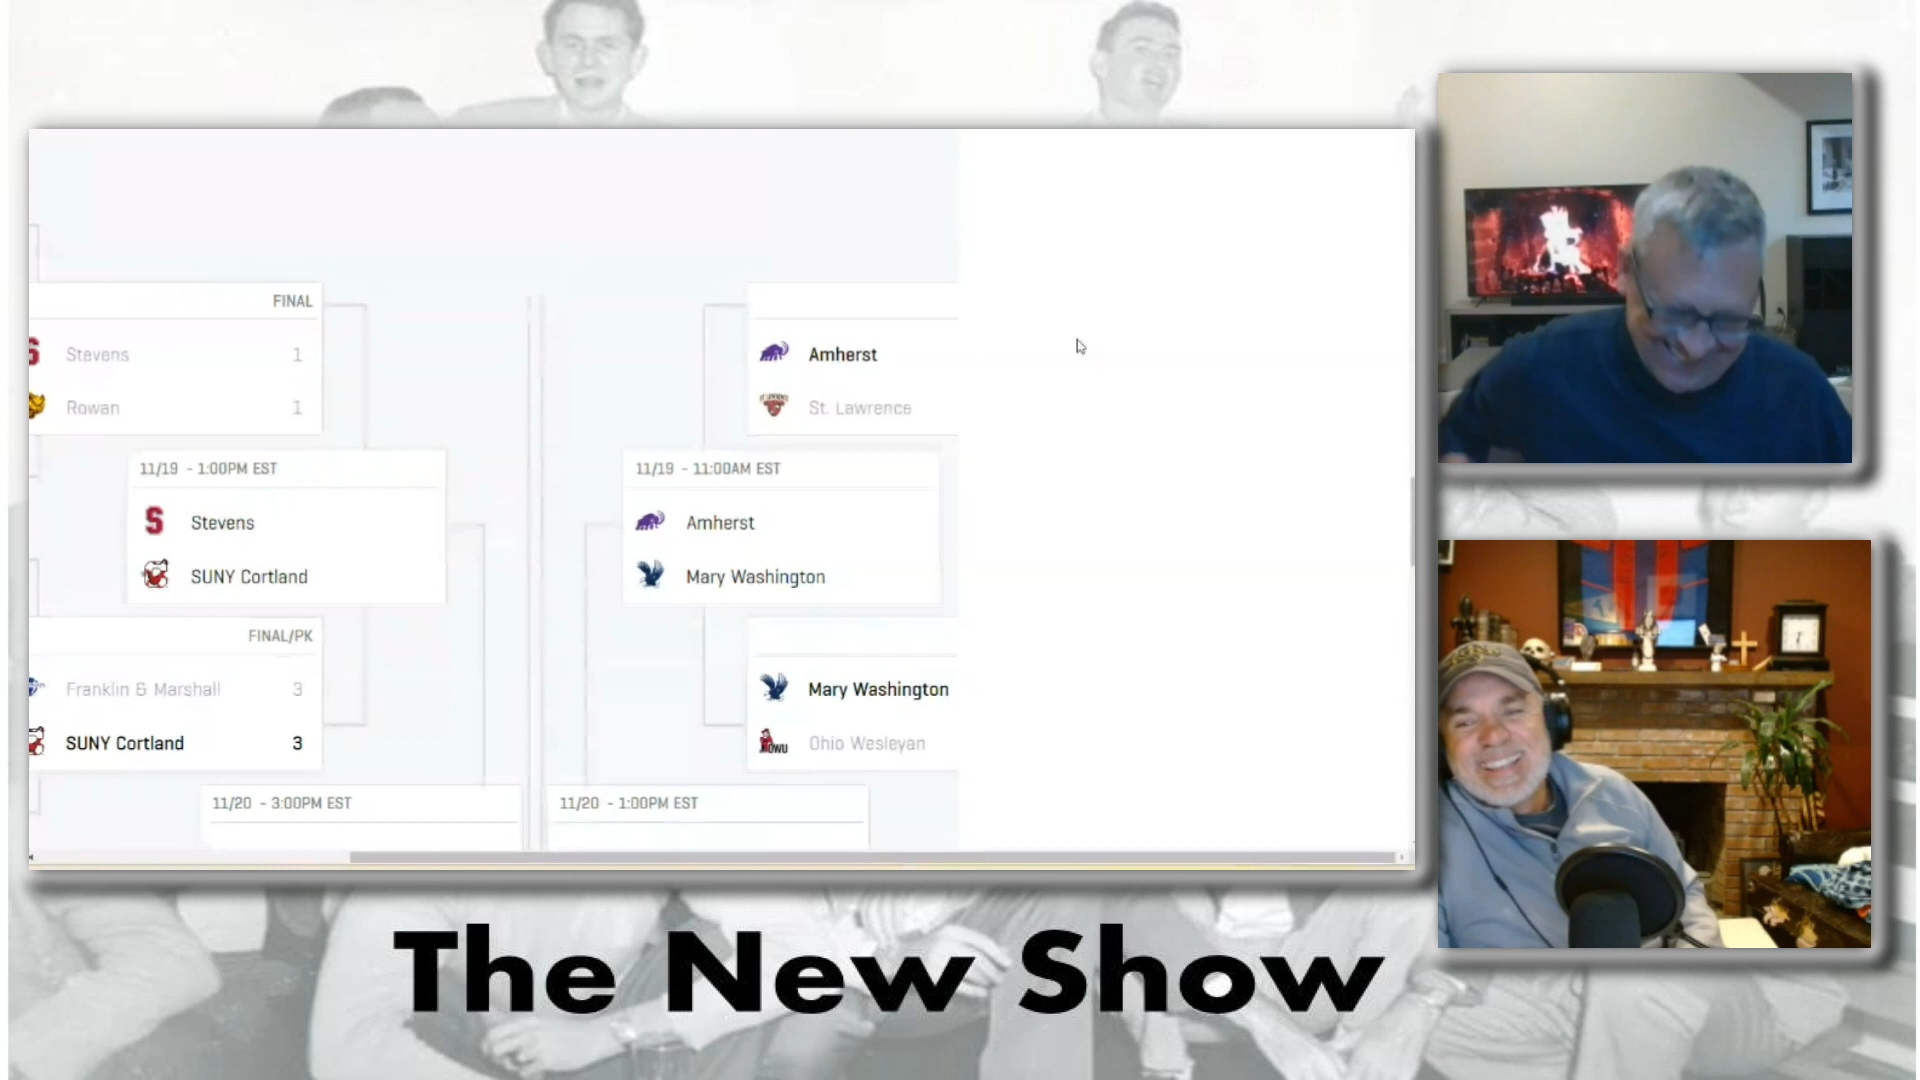 FINAL
Stevens 1
Rowan 1
11/19 - 1:00PM EST
Stevens
SUNY Cortland
FINAL/PK
Franklin & Marshall 3
SUNY Cortland 3
11/20 - 3:00PM EST
Amherst
St. Lawrence
11/19 - 11:00AM EST
Amherst
Mary Washington
Mary Washington
OWU Ohio Wesleyan
11/20 - 1:00PM EST
The New Show